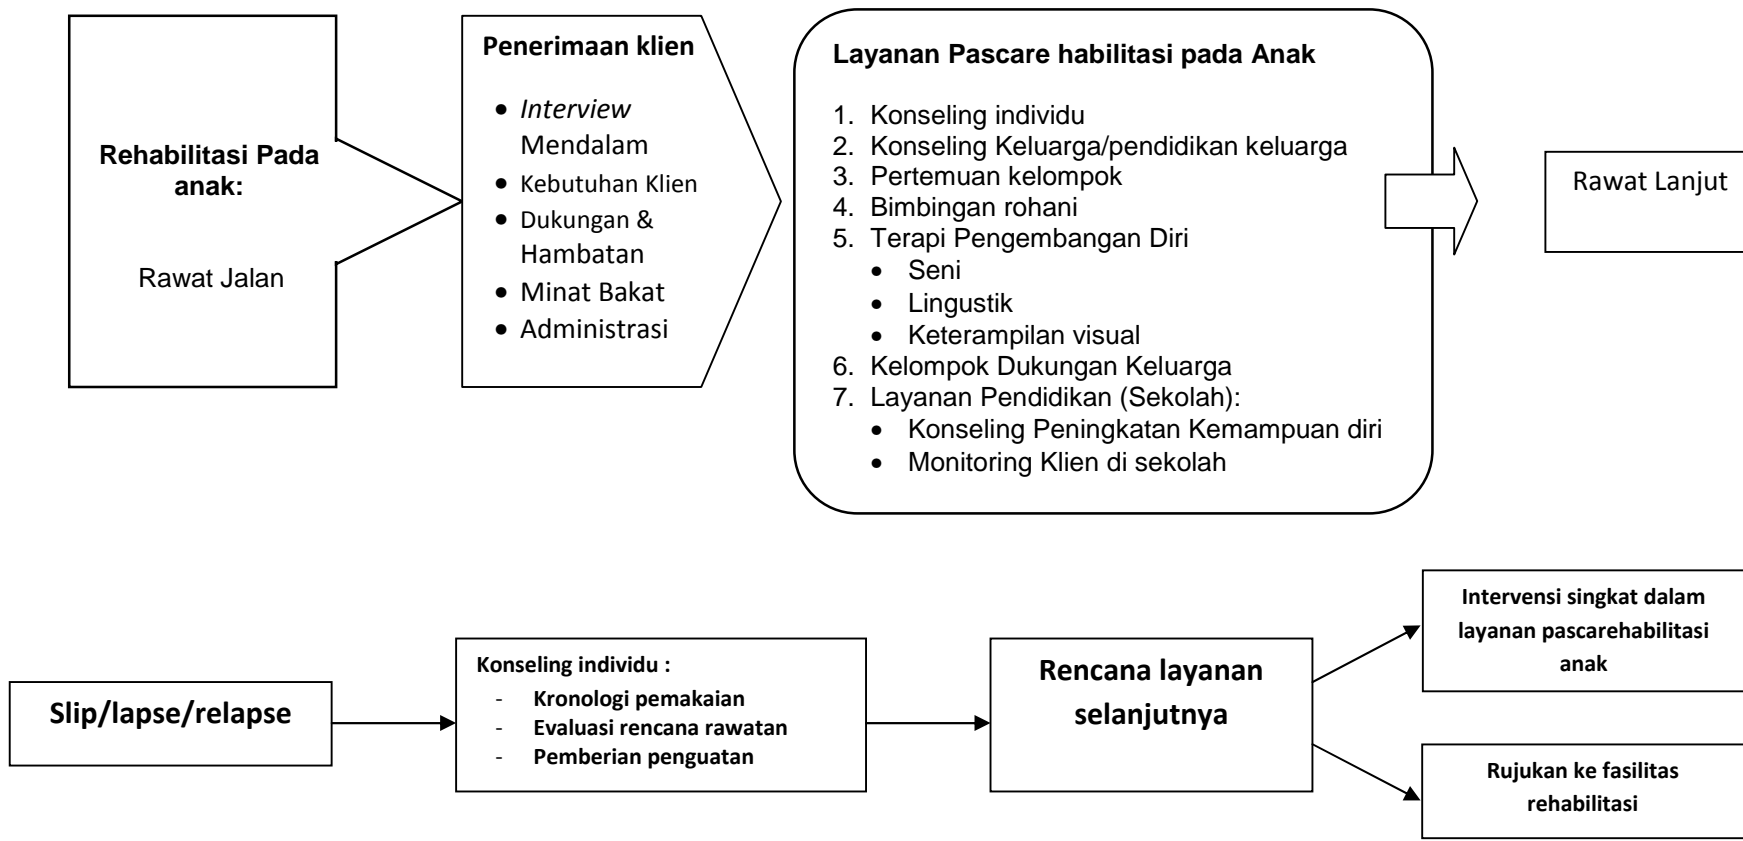 Rehabilitasi Pada
anak:
Rawat Jalan
Penerimaan klien
• Interview
Mendalam
• Kebutuhan Klien
• Dukungan &
Hambatan
• Minat Bakat
• Administrasi
Layanan Pascare habilitasi pada Anak
1. Konseling individu
2. Konseling Keluarga/pendidikan keluarga
3. Pertemuan kelompok
4. Bimbingan rohani
5. Terapi Pengembangan Diri
• Seni
• Lingustik
• Keterampilan visual
6. Kelompok Dukungan Keluarga
7. Layanan Pendidikan (Sekolah):
• Konseling Peningkatan Kemampuan diri
• Monitoring Klien di sekolah
Rawat Lanjut
Slip/lapse/relapse
Konseling individu :
- Kronologi pemakaian
- Evaluasi rencana rawatan
- Pemberian penguatan
Rencana layanan
selanjutnya
Intervensi singkat dalam
layanan pascarehabilitasi
anak
Rujukan ke fasilitas
rehabilitasi